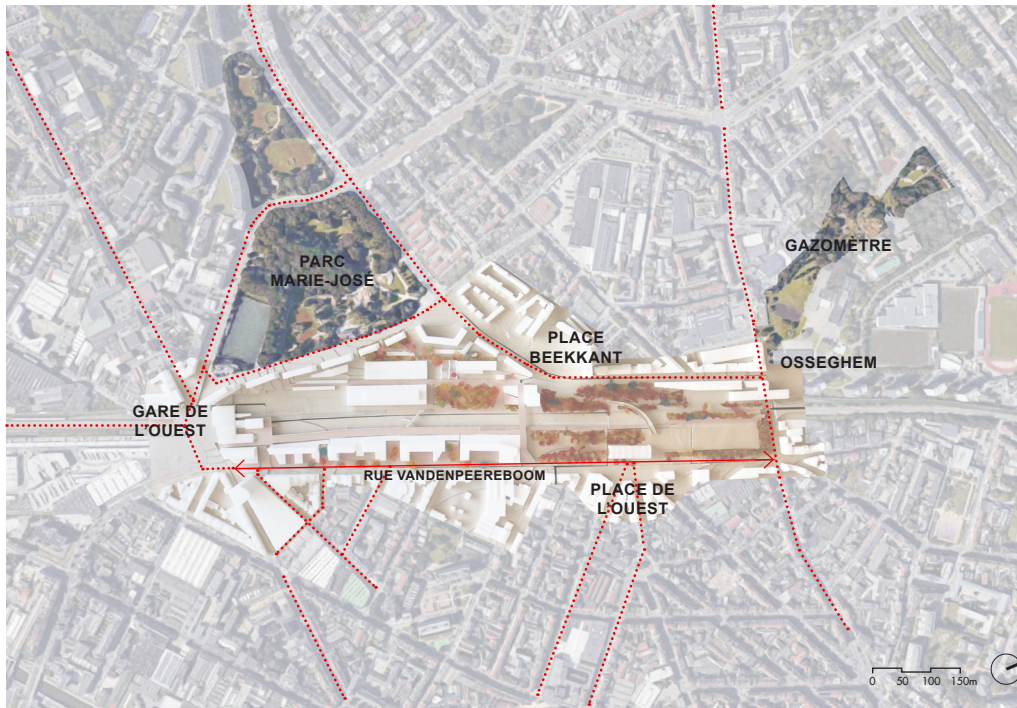 PARC
MARIE-JOSÉ
GAZOMÈTRE
PLACE
BEEKKANT
OSSEGHEM
GARE DE
L'OUEST
RUE VANDENPEEREBOOM
PLACE DE
L'OUEST
0 50 100 150m